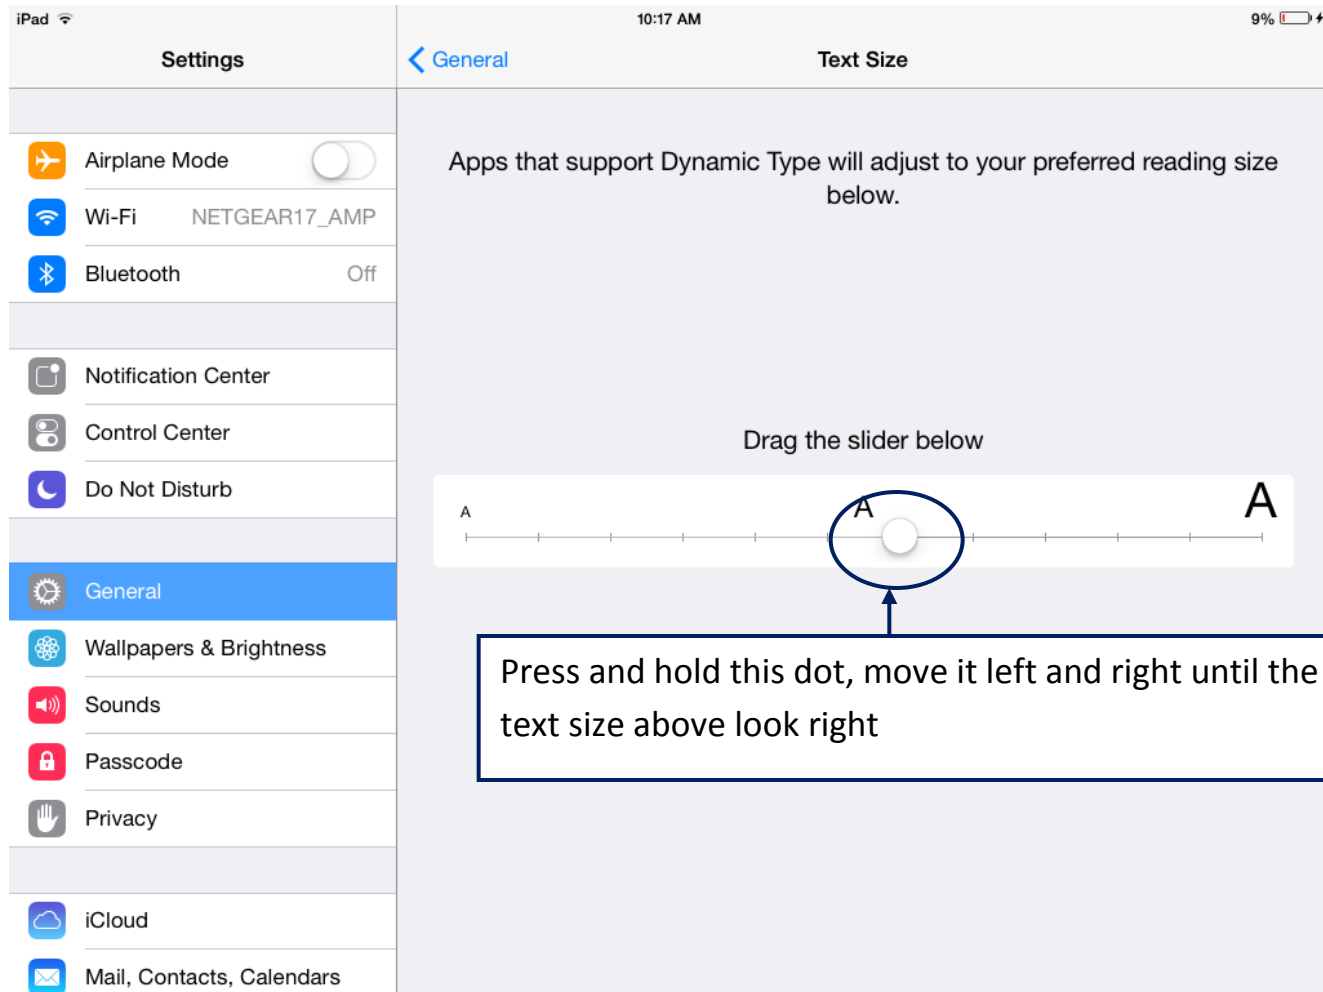 iPad 10:17 AM 9%
Settings
General Text Size
Airplane Mode
Wi-Fi NETGEAR17_AMP
Bluetooth Off
Notification Center
Control Center
Do Not Disturb
General
Wallpapers & Brightness
Sounds
Passcode
Privacy
iCloud
Mail, Contacts, Calendars
Apps that support Dynamic Type will adjust to your preferred reading size
below.
Drag the slider below
A A A
Press and hold this dot, move it left and right until the
text size above look right